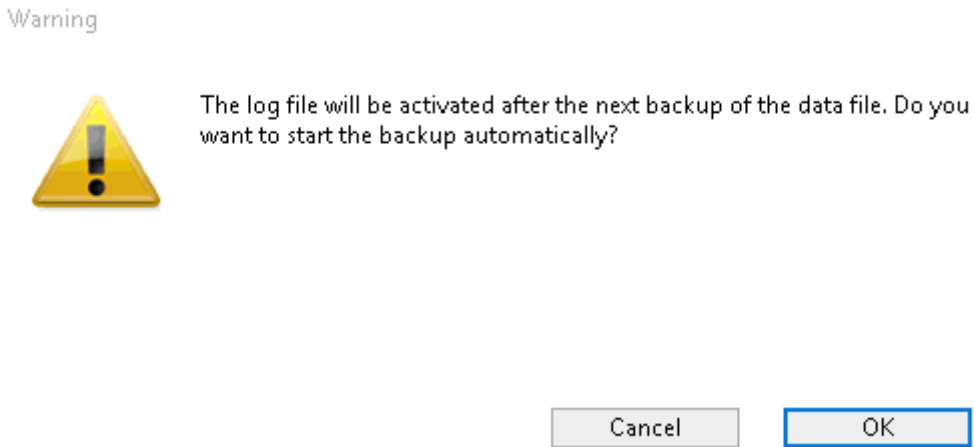 Warning
The log file will be activated after the next backup of the data file. Do you
want to start the backup automatically?
Cancel
OK